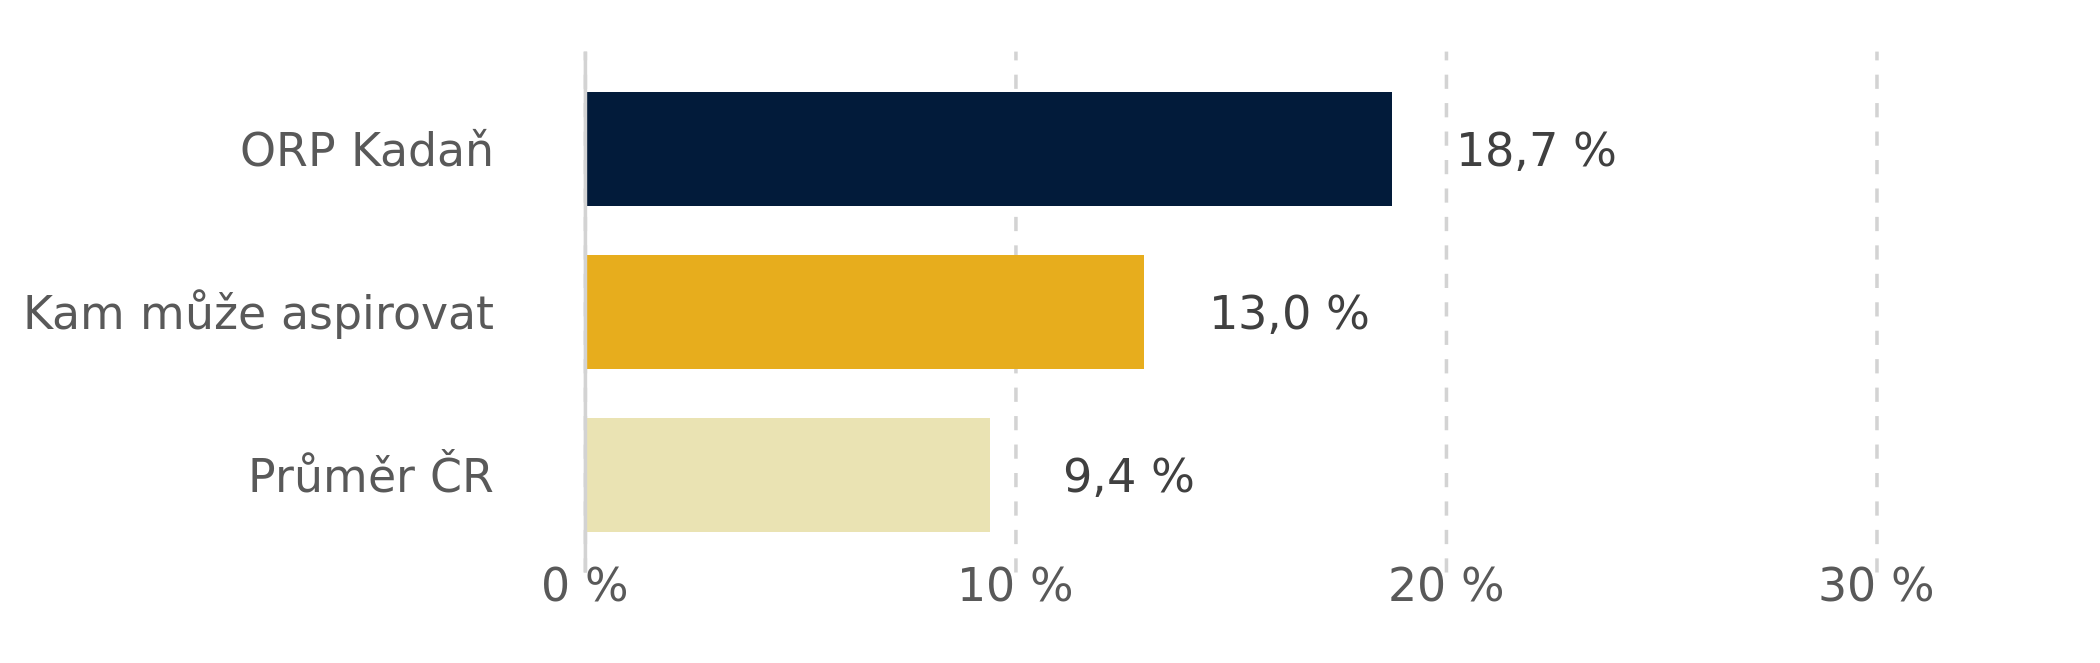 ORP Kadaň 18,7 %
Kam může aspirovat 13,0 %
Průměr ČR 9,4 %
0 % 10 % 20 % 30 %